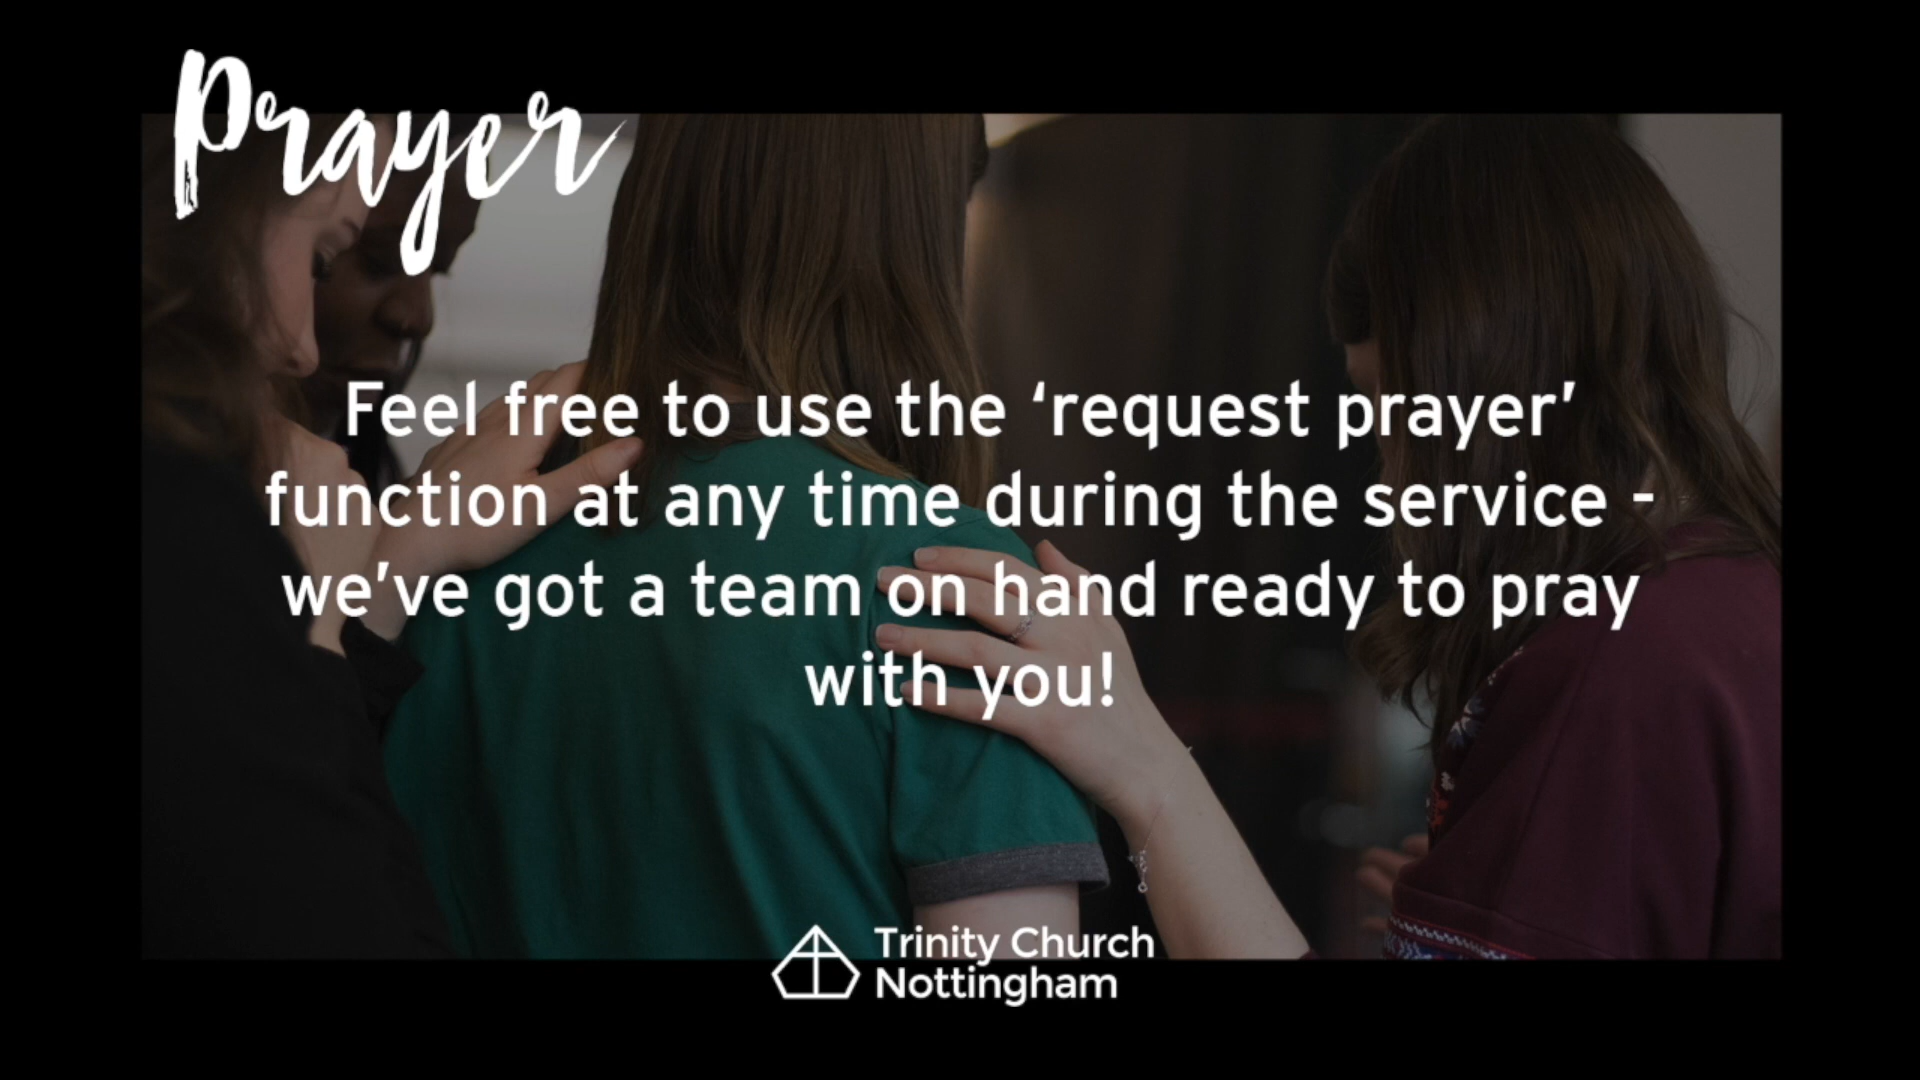 Prayer
Feel free to use the ‘request prayer’
function at any time during the service -
we’ve got a team on hand ready to pray
with you!
Trinity Church
Nottingham